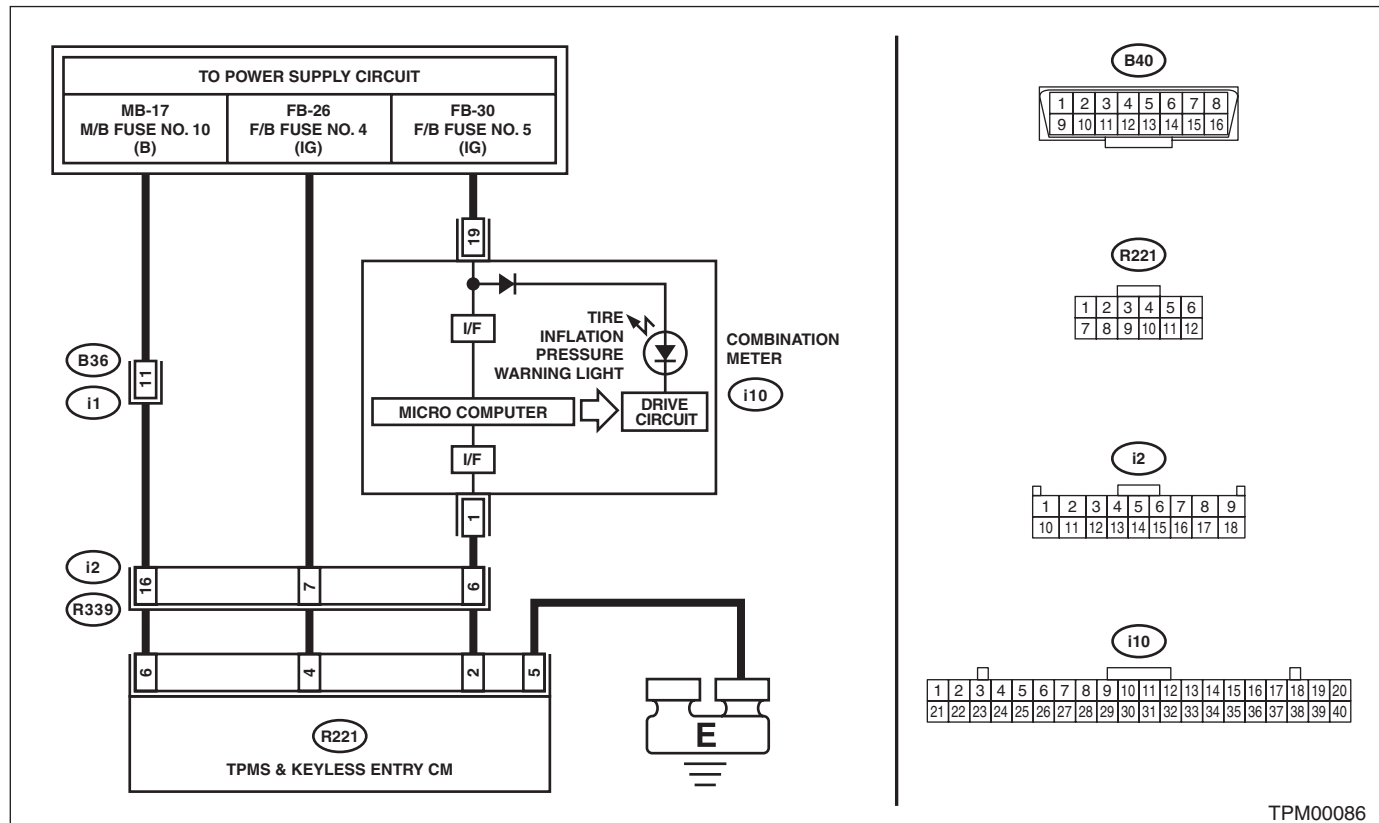 TO POWER SUPPLY CIRCUIT
MB-17
M/B FUSE NO. 10
(B)
FB-26
F/B FUSE NO. 4
(IG)
FB-30
F/B FUSE NO. 5
(IG)
19
I/F
TIRE
INFLATION
PRESSURE
WARNING LIGHT
COMBINATION
METER
i10
MICRO COMPUTER
DRIVE
CIRCUIT
I/F
1
B36
11
i1
i2
16
7
6
R339
6
4
2
5
R221
TPMS & KEYLESS ENTRY CM
E
B40
1 2 3 4 5 6 7 8
9 10 11 12 13 14 15 16
R221
1 2 3 4 5 6
7 8 9 10 11 12
i2
1 2 3 4 5 6 7 8 9
10 11 12 13 14 15 16 17 18
i10
1 2 3 4 5 6 7 8 9 10 11 12 13 14 15 16 17 18 19 20
21 22 23 24 25 26 27 28 29 30 31 32 33 34 35 36 37 38 39 40
TPM00086